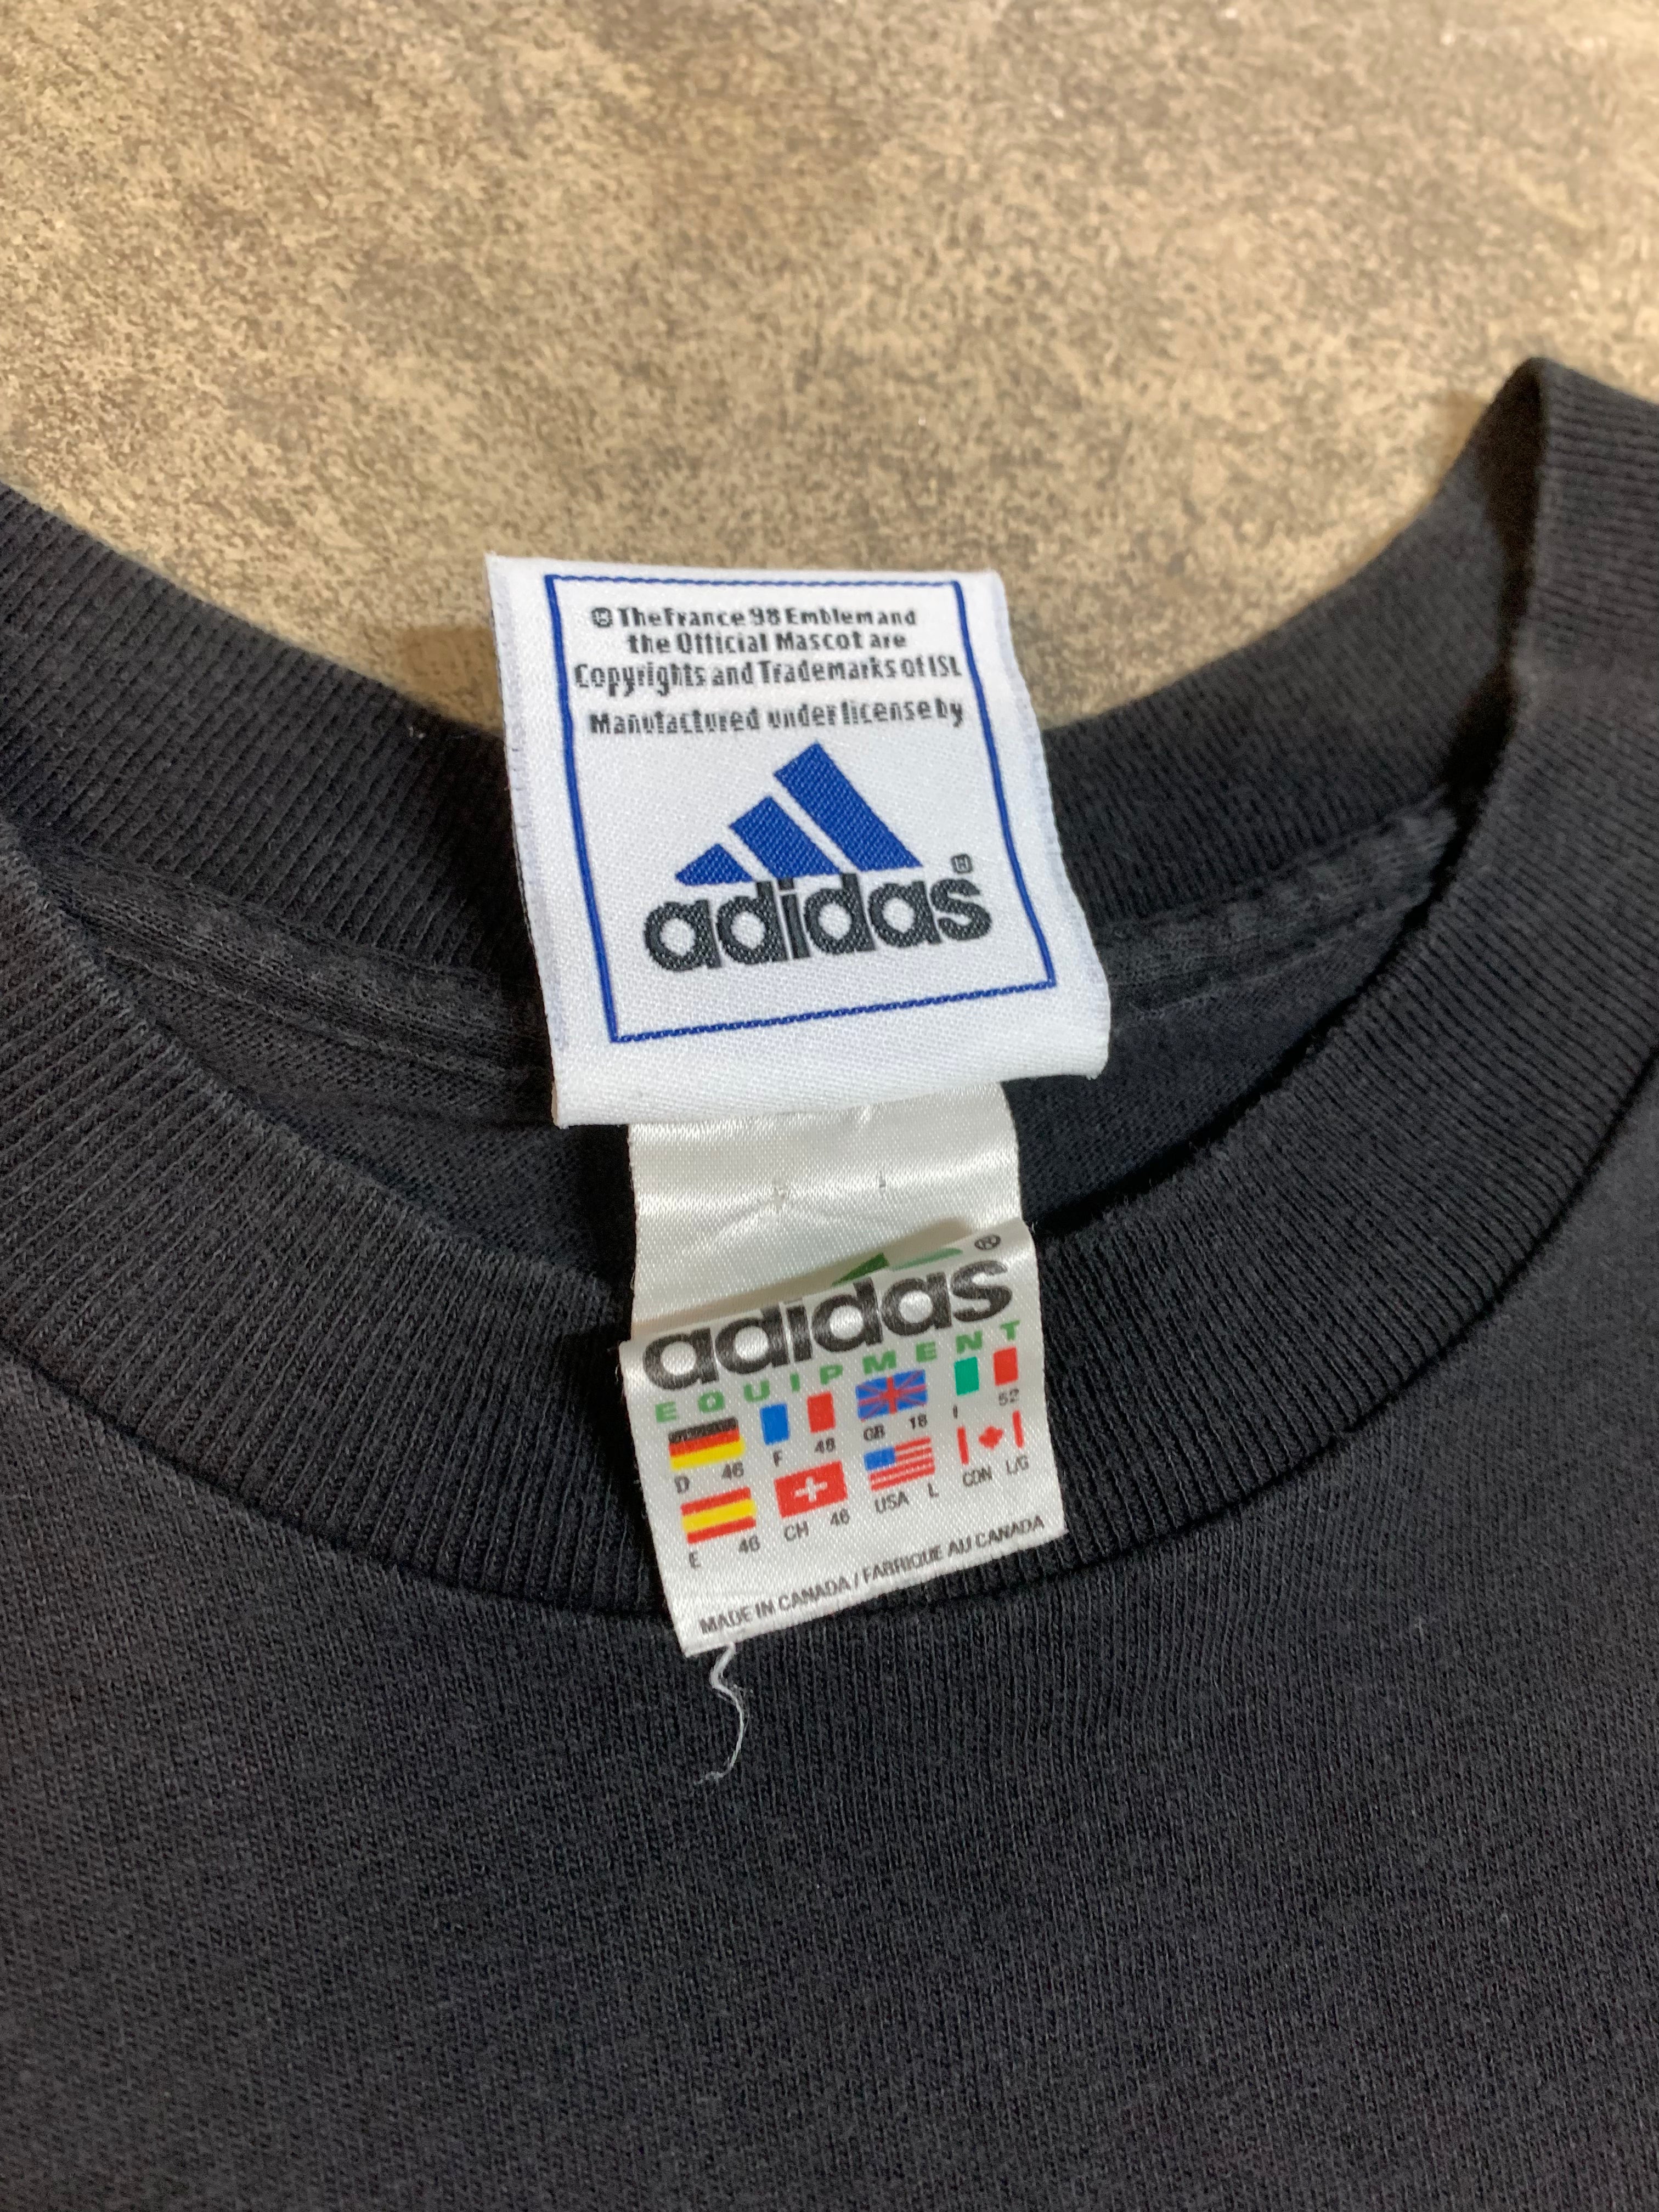 © The France 98 Emblem and
the Official Mascot are
Copyrights and Trademarks of ISL
Manufactured under license by
adidas®
adidas®
EQUIPMENT
D 46 F 48 GB 18 I 52
E 46 CH 46 USA L CDN L/G
MADE IN CANADA / FABRIQUE AU CANADA